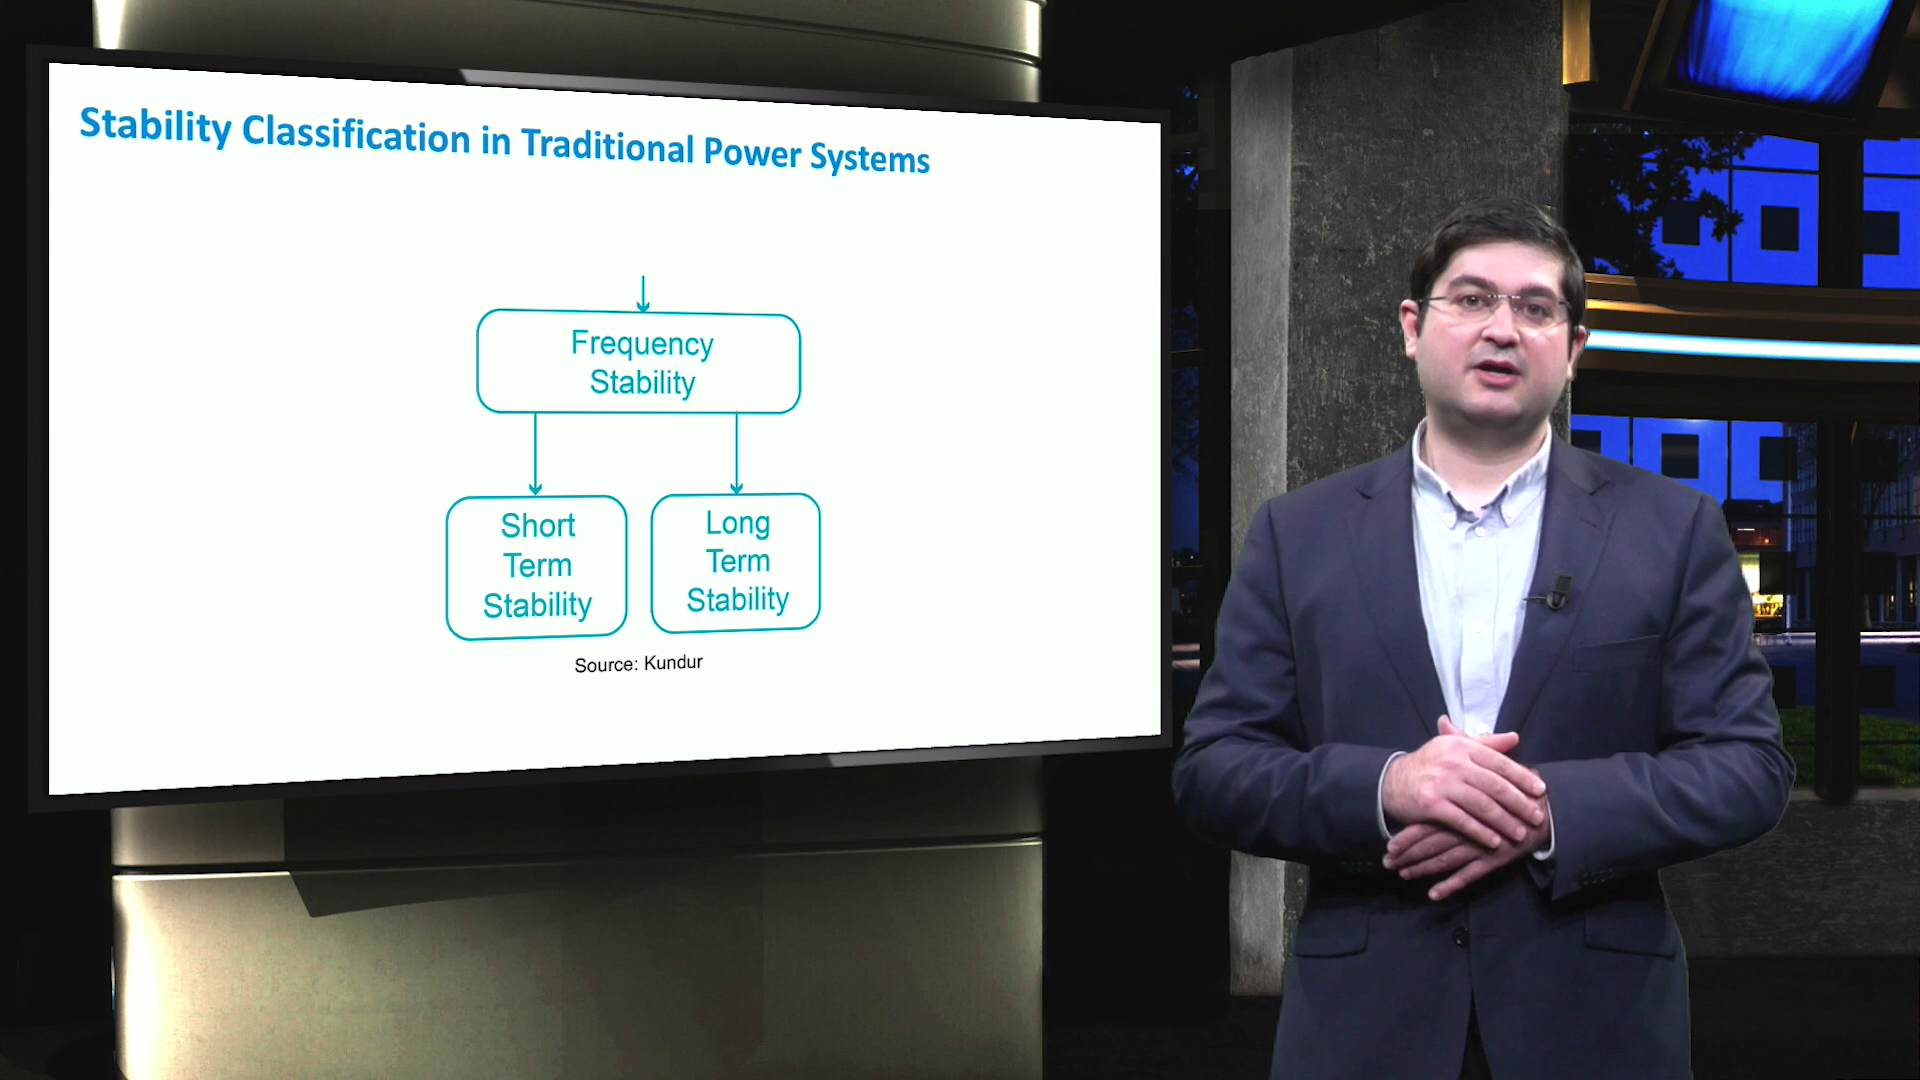 Stability Classification in Traditional Power Systems
Frequency
Stability
Short
Term
Stability
Long
Term
Stability
Source: Kundur